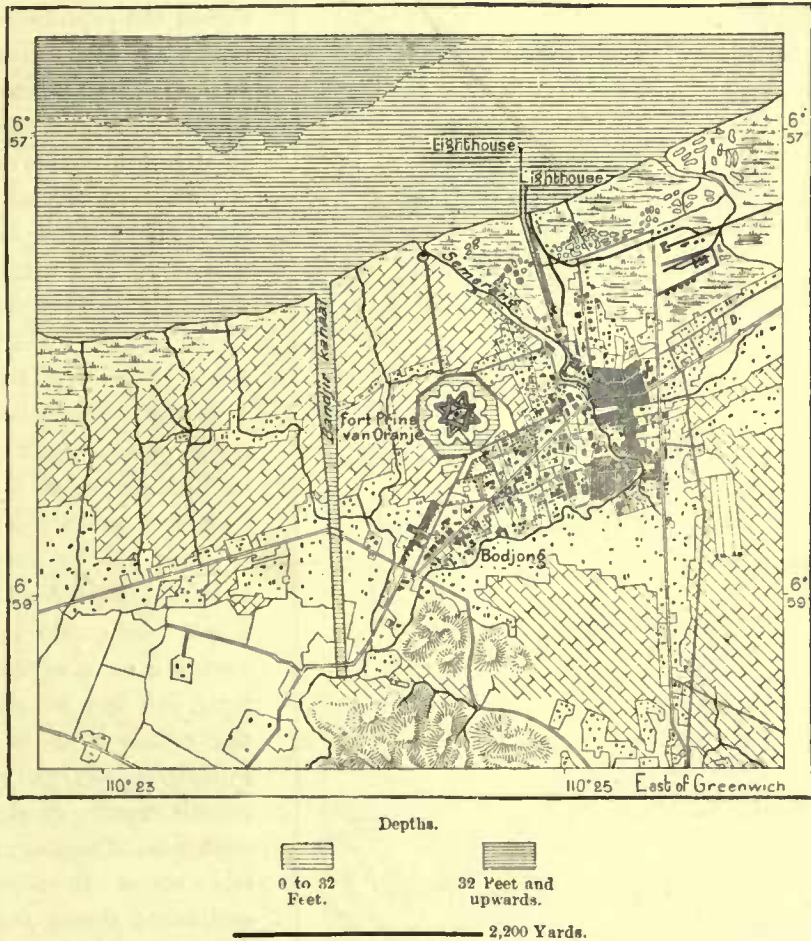 6°
57
6°
57
Lighthouse
Lighthouse
Semarang
Bandjir kanaal
Fort Prins
van Oranje
D.
Bodjong
6°
59
6°
59
110° 23
110° 25
East of Greenwich
Depths.
0 to 32
Feet.
32 Feet and
upwards.
2,200 Yards.